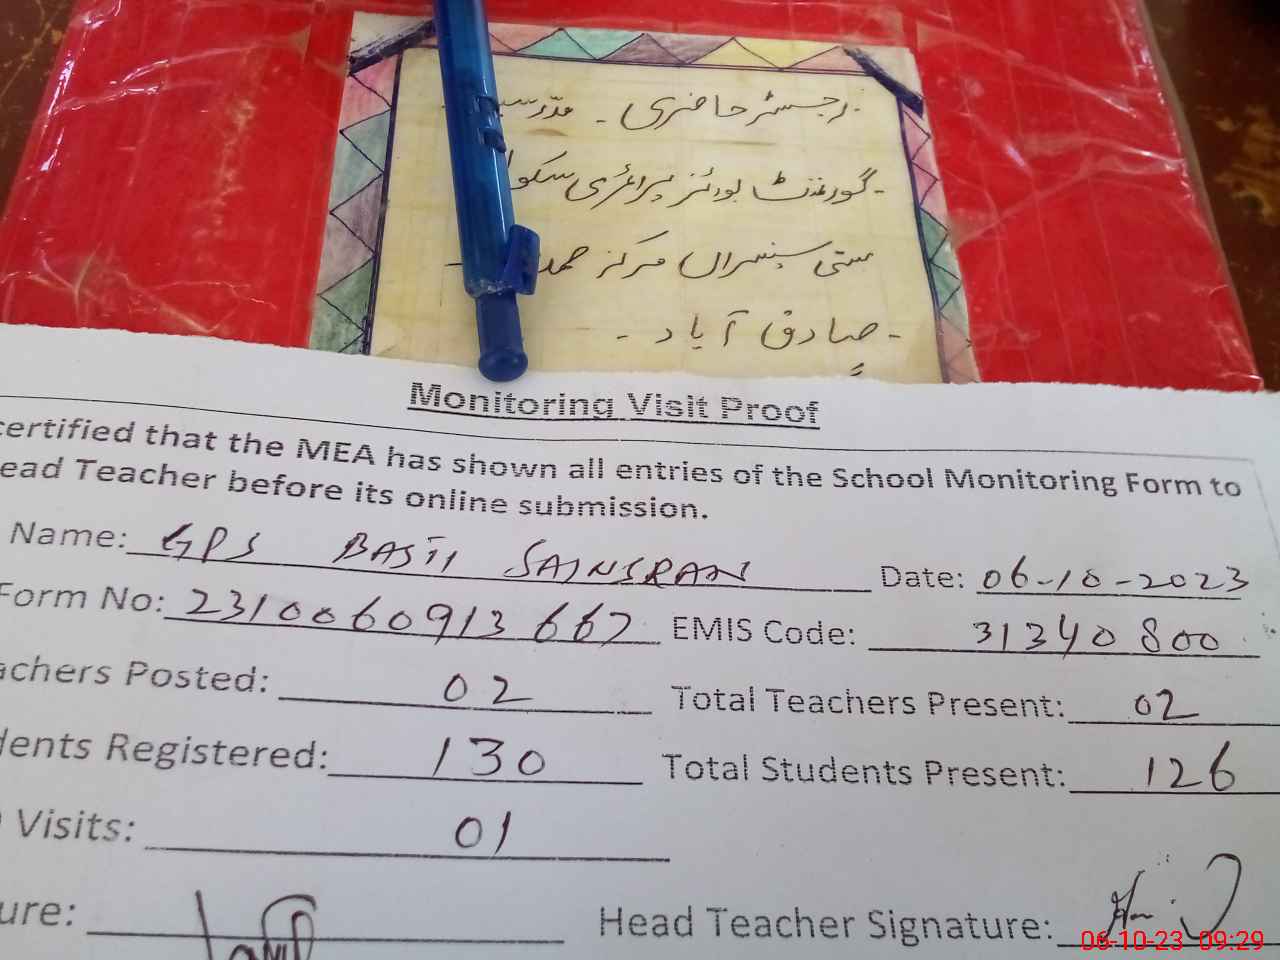 رجسٹر حاضری ۔ مدرسین
گورنمنٹ بوائز پرائمری سکول
بستی سینسراں مرکز
صادق آباد ۔
Monitoring Visit Proof
certified that the MEA has shown all entries of the School Monitoring Form to
ead Teacher before its online submission.
Name: GPS BASTI SAINSRAN Date: 06-10-2023
Form No: 2310060913667 EMIS Code: 31340800
achers Posted: 02 Total Teachers Present: 02
dents Registered: 130 Total Students Present: 126
Visits: 01
ure: Head Teacher Signature:
06-10-23 09:29